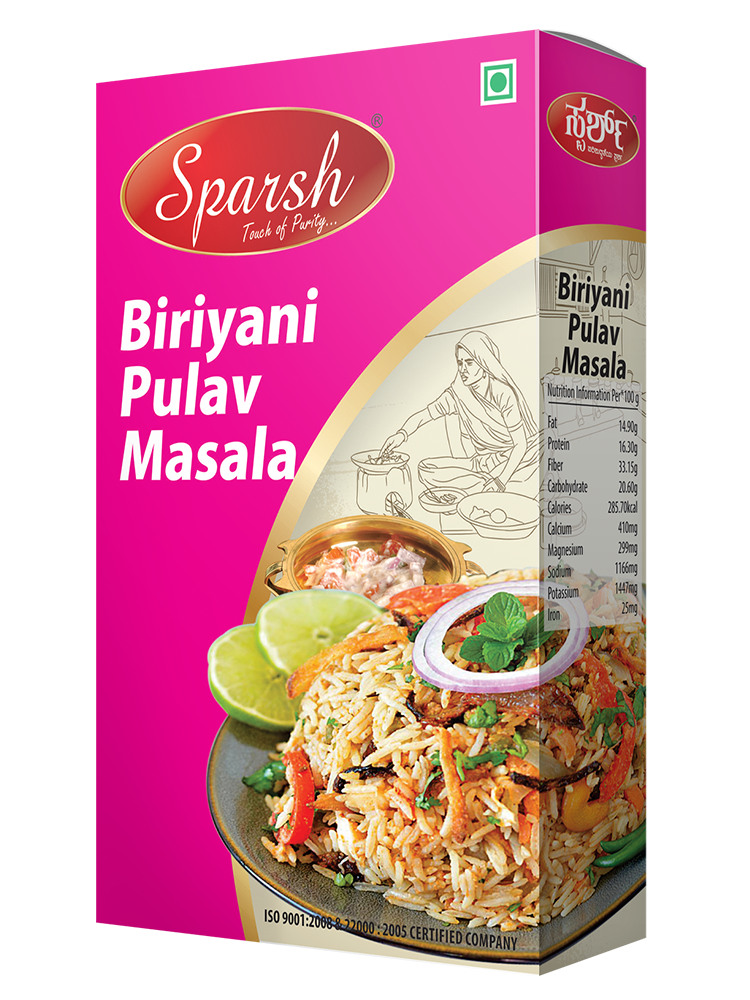 Sparsh
®
Touch of Purity...
Biriyani
Pulav
Masala
ISO 9001:2008 & 22000 : 2005 CERTIFIED COMPANY
ಸ್ಪರ್ಶ್
Biriyani
Pulav
Masala
Nutrition Information Per*100 g
Fat 14.90g
Protein 16.30g
Fiber 33.15g
Carbohydrate 20.60g
Calories 285.70kcal
Calcium 410mg
Magnesium 299mg
Sodium 1166mg
Potassium 1447mg
Iron 25mg